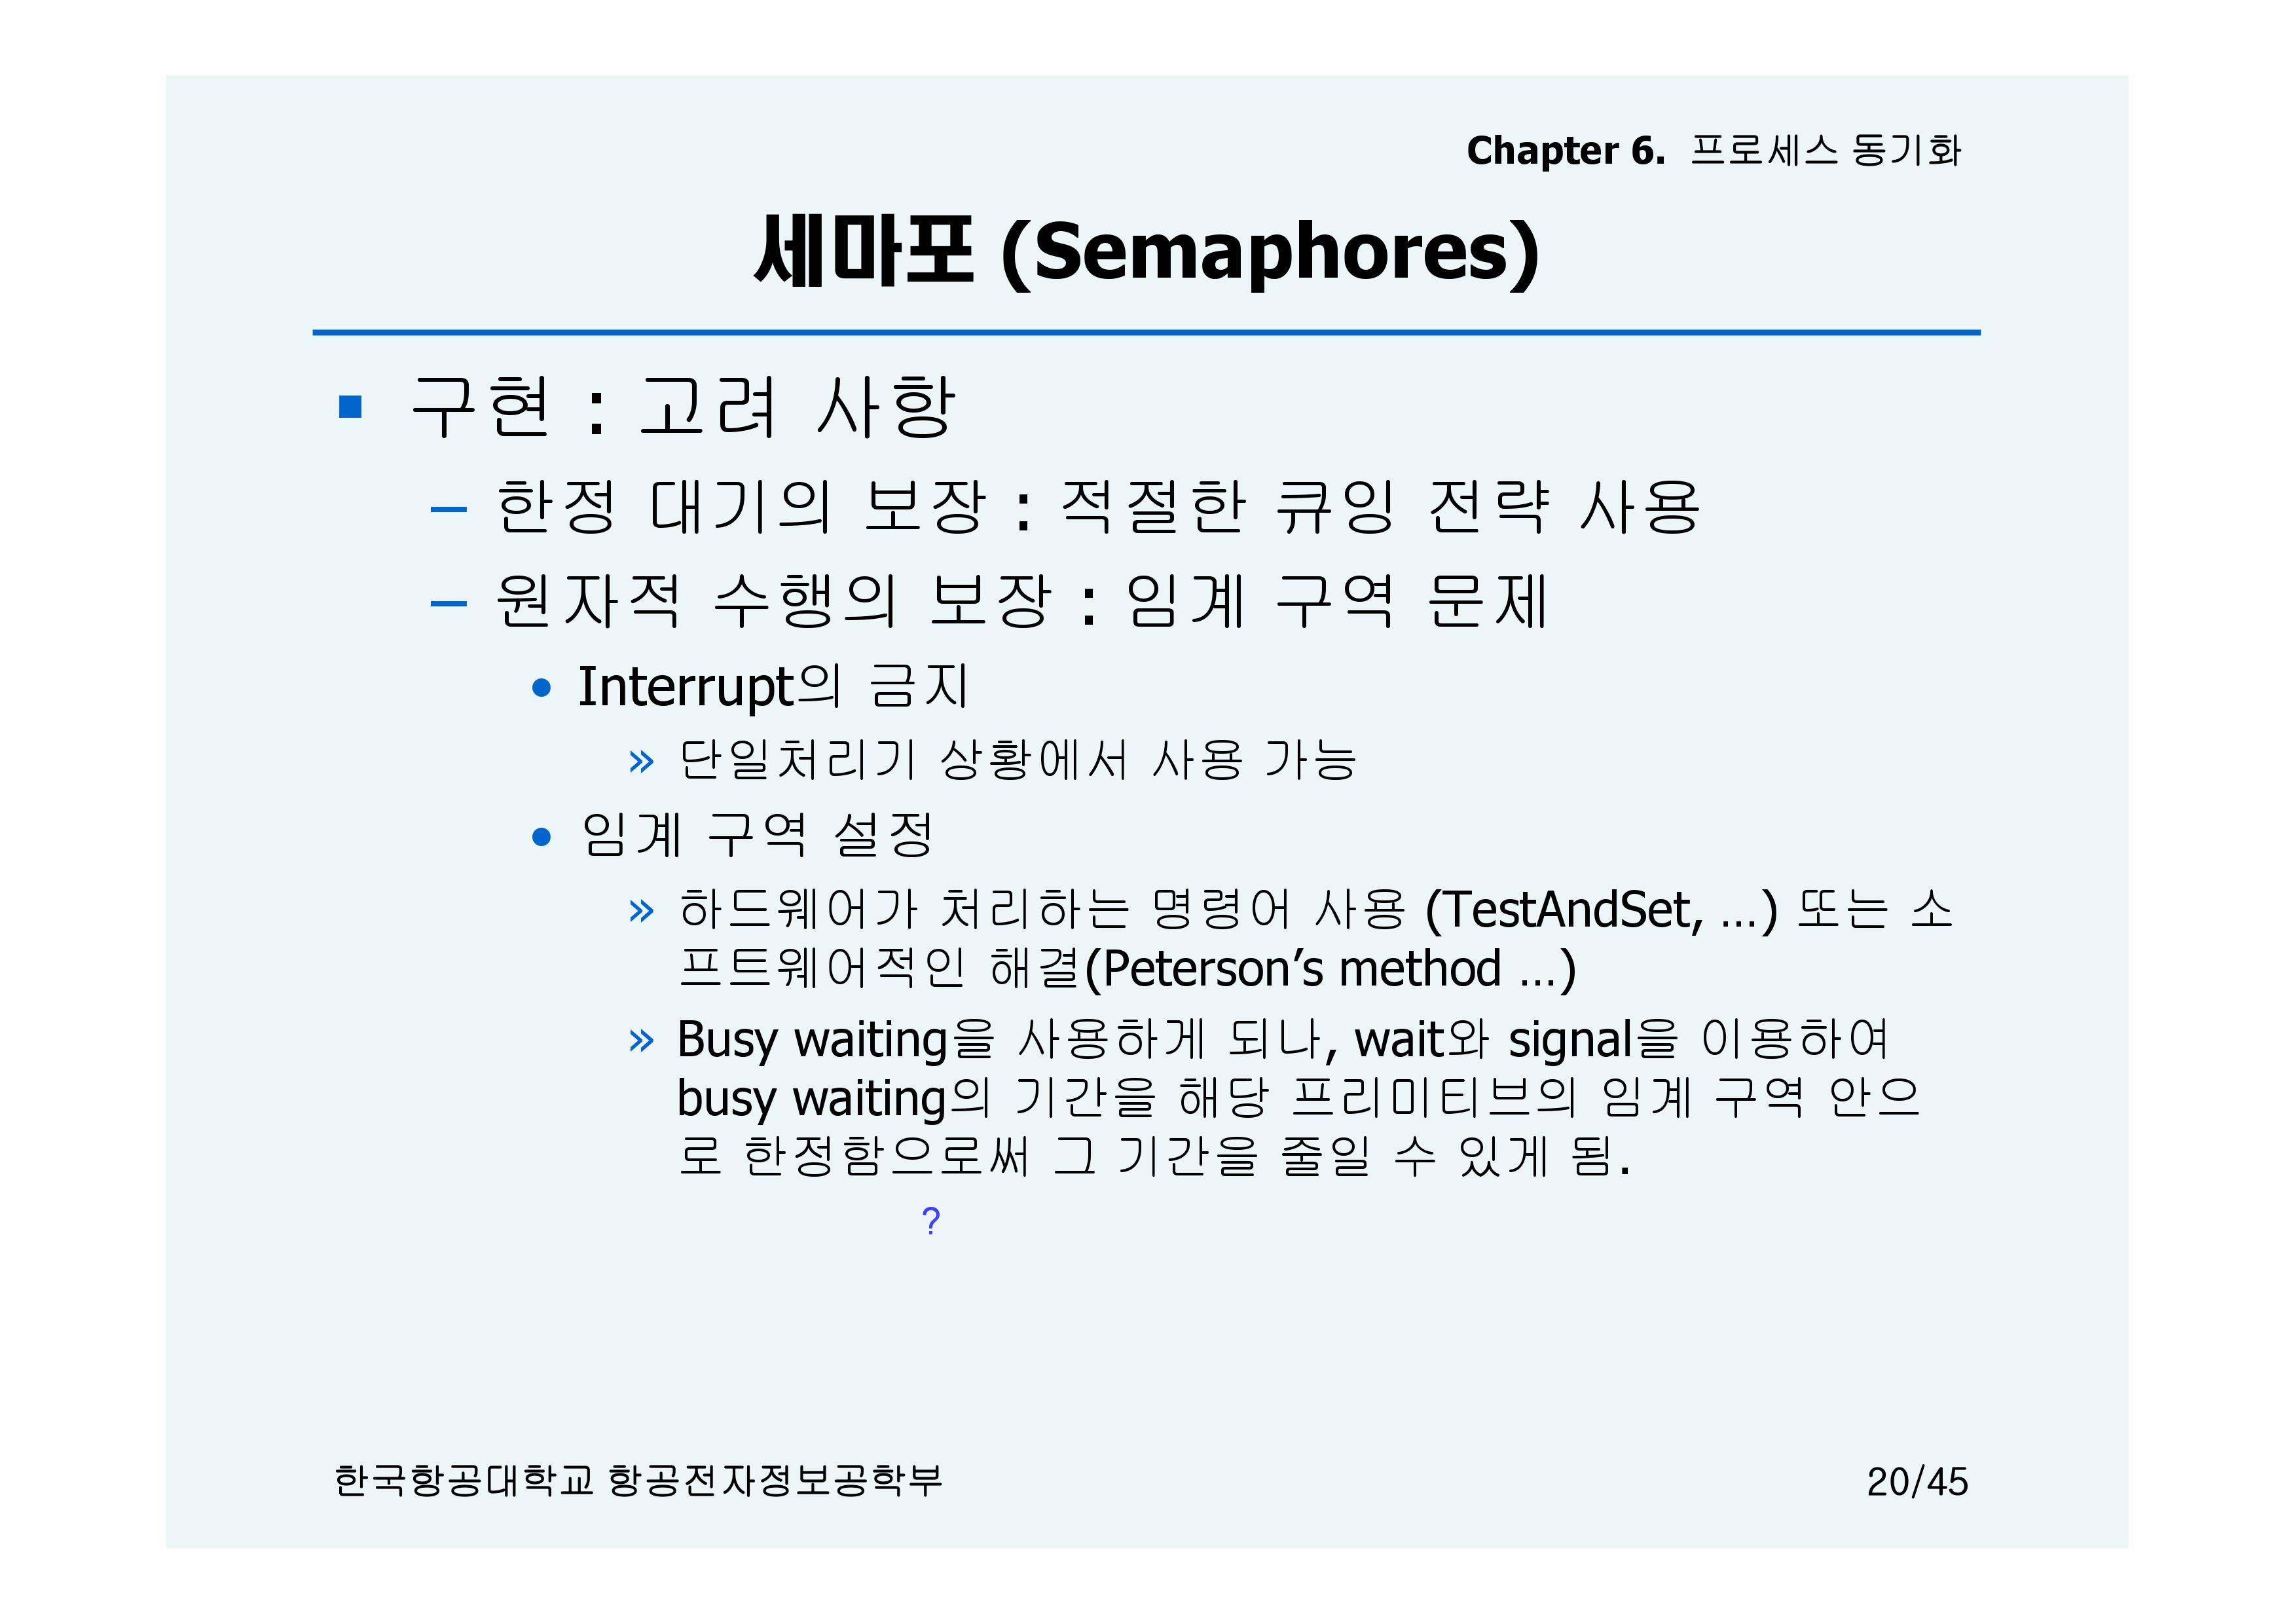 Chapter 6. 프로세스 동기화
세마포 (Semaphores)
■ 구현 : 고려 사항
– 한정 대기의 보장 : 적절한 큐잉 전략 사용
– 원자적 수행의 보장 : 임계 구역 문제
• Interrupt의 금지
» 단일처리기 상황에서 사용 가능
• 임계 구역 설정
» 하드웨어가 처리하는 명령어 사용 (TestAndSet, …) 또는 소
프트웨어적인 해결(Peterson’s method …)
» Busy waiting을 사용하게 되나, wait와 signal을 이용하여
busy waiting의 기간을 해당 프리미티브의 임계 구역 안으
로 한정함으로써 그 기간을 줄일 수 있게 됨.
?
한국항공대학교 항공전자정보공학부
20/45